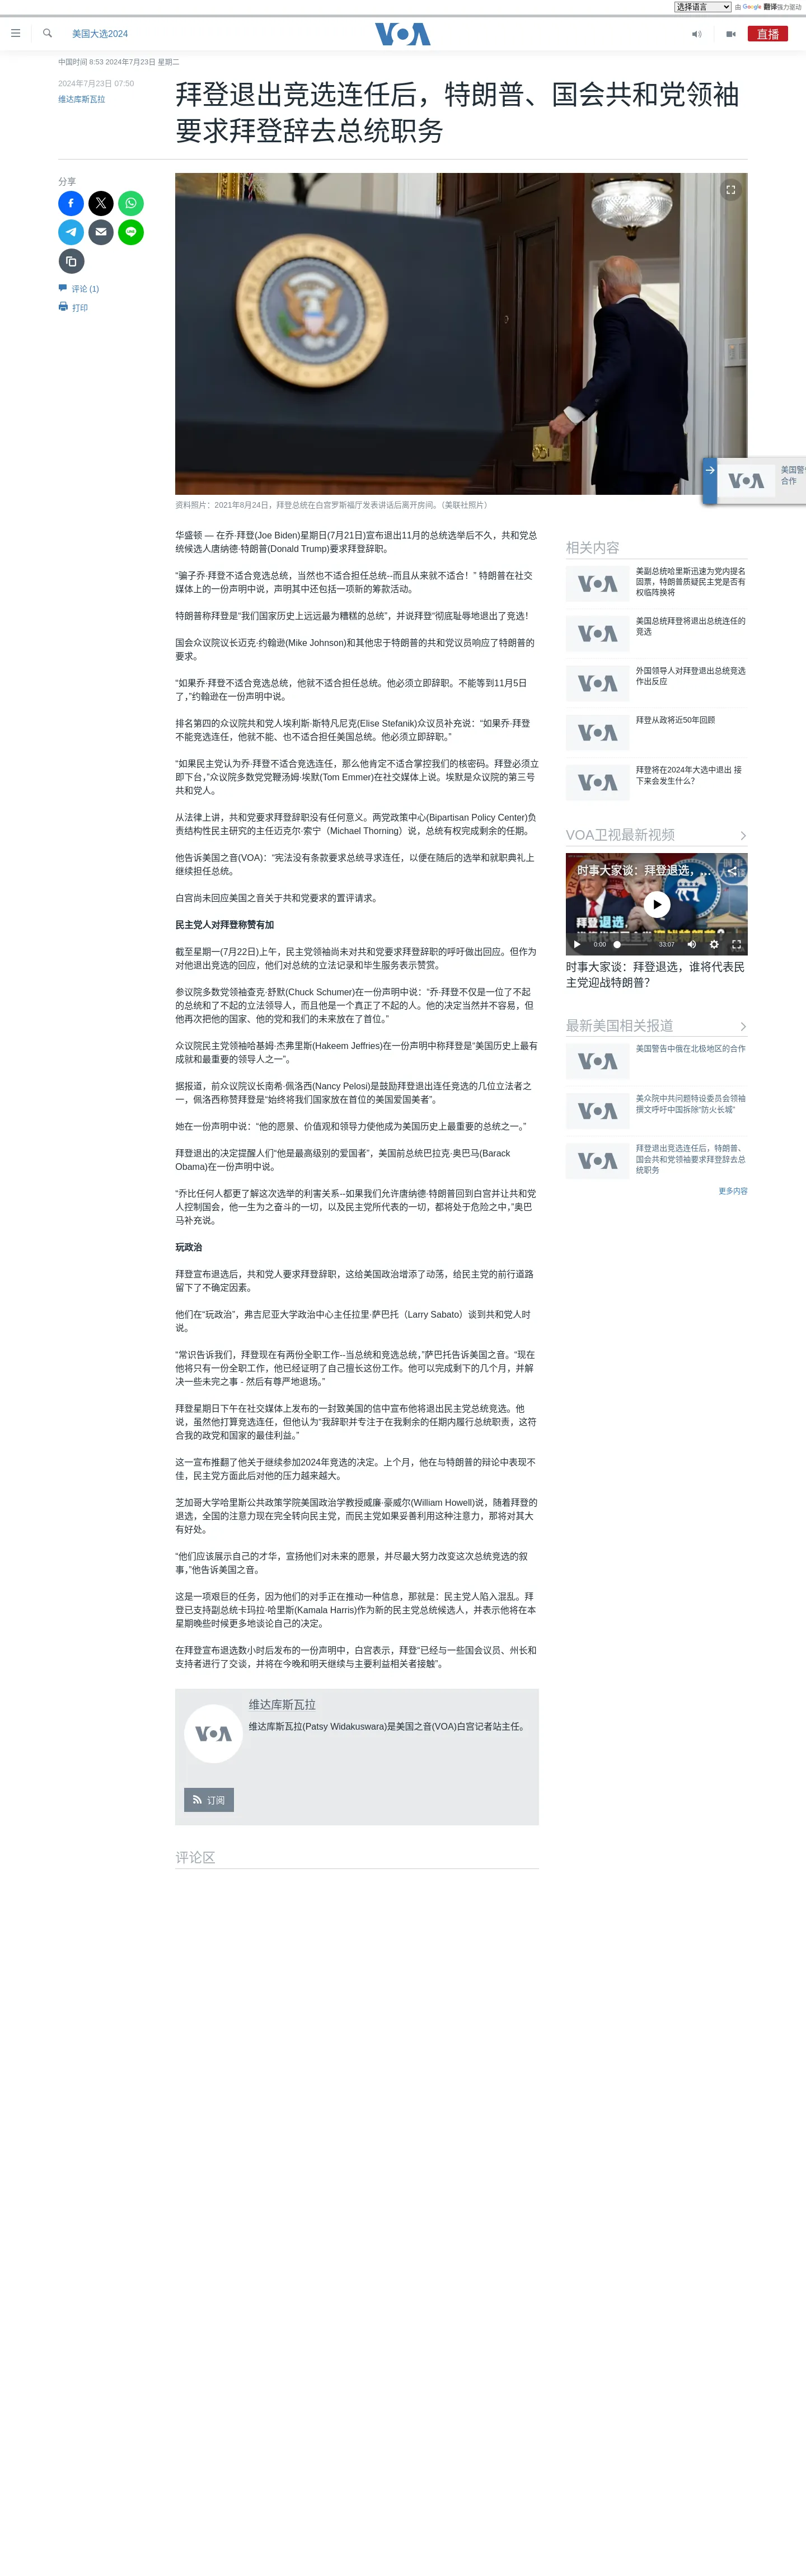 选择语言 由 Google 翻译强力驱动
美国大选2024
VOA
直播
中国时间 8:53 2024年7月23日 星期二
2024年7月23日 07:50
维达库斯瓦拉
拜登退出竞选连任后，特朗普、国会共和党领袖
要求拜登辞去总统职务
分享
评论 (1)
打印
资料照片：2021年8月24日，拜登总统在白宫罗斯福厅发表讲话后离开房间。（美联社照片）
华盛顿 — 在乔·拜登(Joe Biden)星期日(7月21日)宣布退出11月的总统选举后不久，共和党总
统候选人唐纳德·特朗普(Donald Trump)要求拜登辞职。
“骗子乔·拜登不适合竞选总统，当然也不适合担任总统--而且从来就不适合！” 特朗普在社交
媒体上的一份声明中说，声明其中还包括一项新的筹款活动。
特朗普称拜登是“我们国家历史上远远最为糟糕的总统”，并说拜登“彻底耻辱地退出了竞选！
国会众议院议长迈克·约翰逊(Mike Johnson)和其他忠于特朗普的共和党议员响应了特朗普的
要求。
“如果乔·拜登不适合竞选总统，他就不适合担任总统。他必须立即辞职。不能等到11月5日
了，”约翰逊在一份声明中说。
排名第四的众议院共和党人埃利斯·斯特凡尼克(Elise Stefanik)众议员补充说：“如果乔·拜登
不能竞选连任，他就不能、也不适合担任美国总统。他必须立即辞职。”
“如果民主党认为乔·拜登不适合竞选连任，那么他肯定不适合掌控我们的核密码。拜登必须立
即下台，”众议院多数党党鞭汤姆·埃默(Tom Emmer)在社交媒体上说。埃默是众议院的第三号
共和党人。
从法律上讲，共和党要求拜登辞职没有任何意义。两党政策中心(Bipartisan Policy Center)负
责结构性民主研究的主任迈克尔·索宁（Michael Thorning）说，总统有权完成剩余的任期。
他告诉美国之音(VOA)：“宪法没有条款要求总统寻求连任，以便在随后的选举和就职典礼上
继续担任总统。
白宫尚未回应美国之音关于共和党要求的置评请求。
民主党人对拜登称赞有加
截至星期一(7月22日)上午，民主党领袖尚未对共和党要求拜登辞职的呼吁做出回应。但作为
对他退出竞选的回应，他们对总统的立法记录和毕生服务表示赞赏。
参议院多数党领袖查克·舒默(Chuck Schumer)在一份声明中说：“乔·拜登不仅是一位了不起
的总统和了不起的立法领导人，而且他是一个真正了不起的人。他的决定当然并不容易，但
他再次把他的国家、他的党和我们的未来放在了首位。”
众议院民主党领袖哈基姆·杰弗里斯(Hakeem Jeffries)在一份声明中称拜登是“美国历史上最有
成就和最重要的领导人之一”。
据报道，前众议院议长南希·佩洛西(Nancy Pelosi)是鼓励拜登退出连任竞选的几位立法者之
一，佩洛西称赞拜登是“始终将我们国家放在首位的美国爱国美者”。
她在一份声明中说：“他的愿景、价值观和领导力使他成为美国历史上最重要的总统之一。”
拜登退出的决定提醒人们“他是最高级别的爱国者”，美国前总统巴拉克·奥巴马(Barack
Obama)在一份声明中说。
“乔比任何人都更了解这次选举的利害关系--如果我们允许唐纳德·特朗普回到白宫并让共和党
人控制国会，他一生为之奋斗的一切，以及民主党所代表的一切，都将处于危险之中，”奥巴
马补充说。
玩政治
拜登宣布退选后，共和党人要求拜登辞职，这给美国政治增添了动荡，给民主党的前行道路
留下了不确定因素。
他们在“玩政治”，弗吉尼亚大学政治中心主任拉里·萨巴托（Larry Sabato）谈到共和党人时
说。
“常识告诉我们，拜登现在有两份全职工作--当总统和竞选总统，”萨巴托告诉美国之音。“现在
他将只有一份全职工作，他已经证明了自己擅长这份工作。他可以完成剩下的几个月，并解
决一些未完之事 - 然后有尊严地退场。”
拜登星期日下午在社交媒体上发布的一封致美国的信中宣布他将退出民主党总统竞选。他
说，虽然他打算竞选连任，但他认为“我辞职并专注于在我剩余的任期内履行总统职责，这符
合我的政党和国家的最佳利益。”
这一宣布推翻了他关于继续参加2024年竞选的决定。上个月，他在与特朗普的辩论中表现不
佳，民主党方面此后对他的压力越来越大。
芝加哥大学哈里斯公共政策学院美国政治学教授威廉·豪威尔(William Howell)说，随着拜登的
退选，全国的注意力现在完全转向民主党，而民主党如果妥善利用这种注意力，那将对其大
有好处。
“他们应该展示自己的才华，宣扬他们对未来的愿景，并尽最大努力改变这次总统竞选的叙
事，”他告诉美国之音。
这是一项艰巨的任务，因为他们的对手正在推动一种信息，那就是：民主党人陷入混乱。拜
登已支持副总统卡玛拉·哈里斯(Kamala Harris)作为新的民主党总统候选人，并表示他将在本
星期晚些时候更多地谈论自己的决定。
在拜登宣布退选数小时后发布的一份声明中，白宫表示，拜登“已经与一些国会议员、州长和
支持者进行了交谈，并将在今晚和明天继续与主要利益相关者接触”。
VOA
维达库斯瓦拉
维达库斯瓦拉(Patsy Widakuswara)是美国之音(VOA)白宫记者站主任。
订阅
评论区
VOA
美国警告
合作
相关内容
VOA
美副总统哈里斯迅速为党内提名
固票，特朗普质疑民主党是否有
权临阵换将
VOA
美国总统拜登将退出总统连任的
竞选
VOA
外国领导人对拜登退出总统竞选
作出反应
VOA
拜登从政将近50年回顾
VOA
拜登将在2024年大选中退出 接
下来会发生什么？
VOA卫视最新视频
时事大家谈：拜登退选，...
时事大家谈
拜登退选
0:00
33:07
时事大家谈：拜登退选，谁将代表民
主党迎战特朗普？
最新美国相关报道
VOA
美国警告中俄在北极地区的合作
VOA
美众院中共问题特设委员会领袖
撰文呼吁中国拆除“防火长城”
VOA
拜登退出竞选连任后，特朗普、
国会共和党领袖要求拜登辞去总
统职务
更多内容